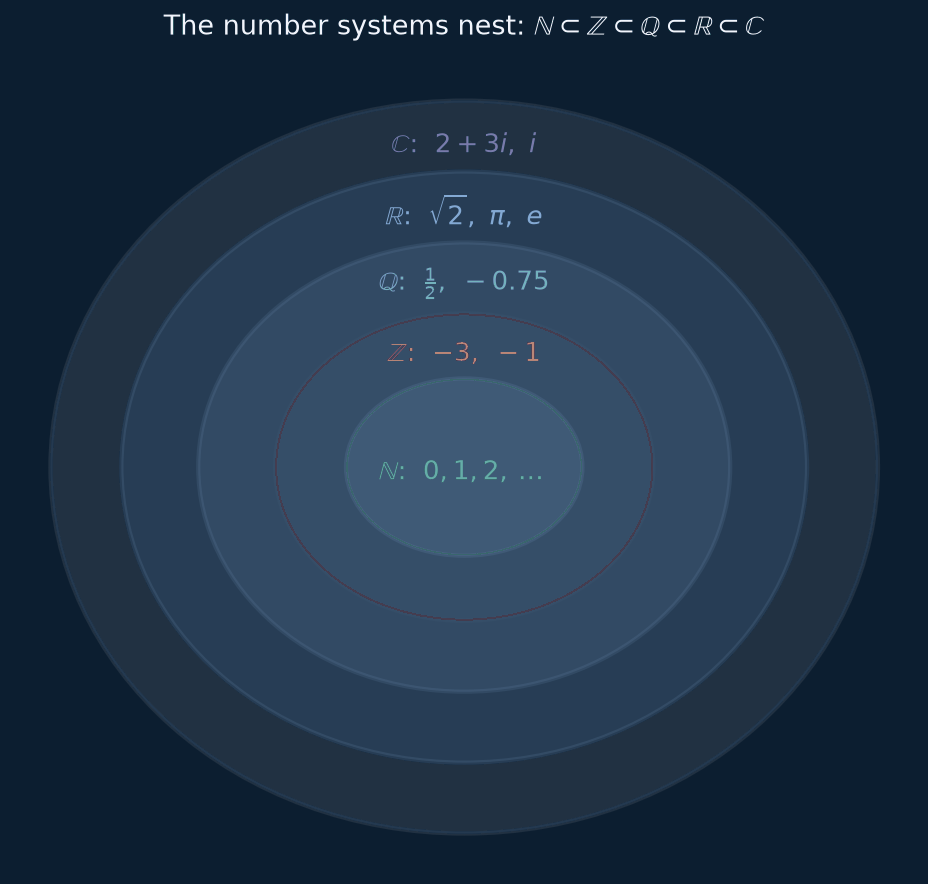 The number systems nest: ℕ ⊂ ℤ ⊂ ℚ ⊂ ℝ ⊂ ℂ
ℂ: 2 + 3i, i
ℝ: √2, π, e
ℚ: 1/2, −0.75
ℤ: −3, −1
ℕ: 0, 1, 2, …